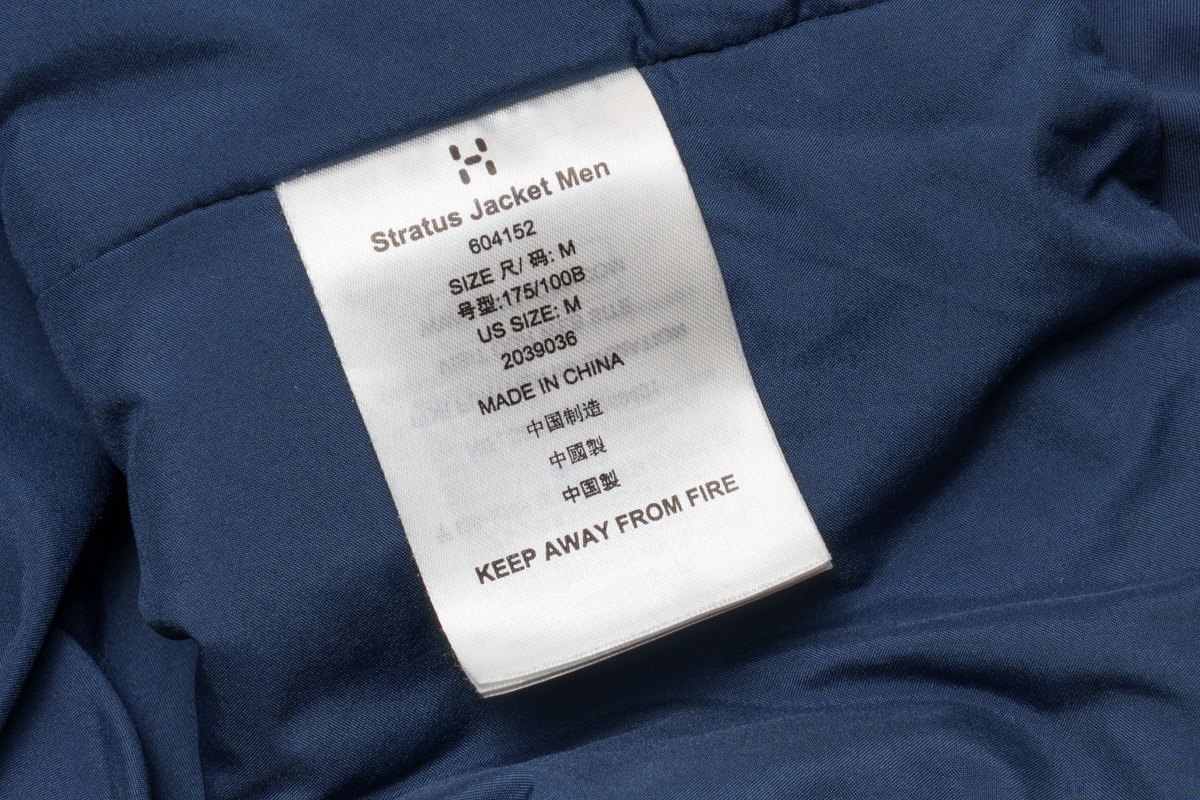 Stratus Jacket Men
604152
SIZE 尺/ 码: M
号型:175/100B
US SIZE: M
2039036
MADE IN CHINA
中国制造
中國製
中国製
KEEP AWAY FROM FIRE